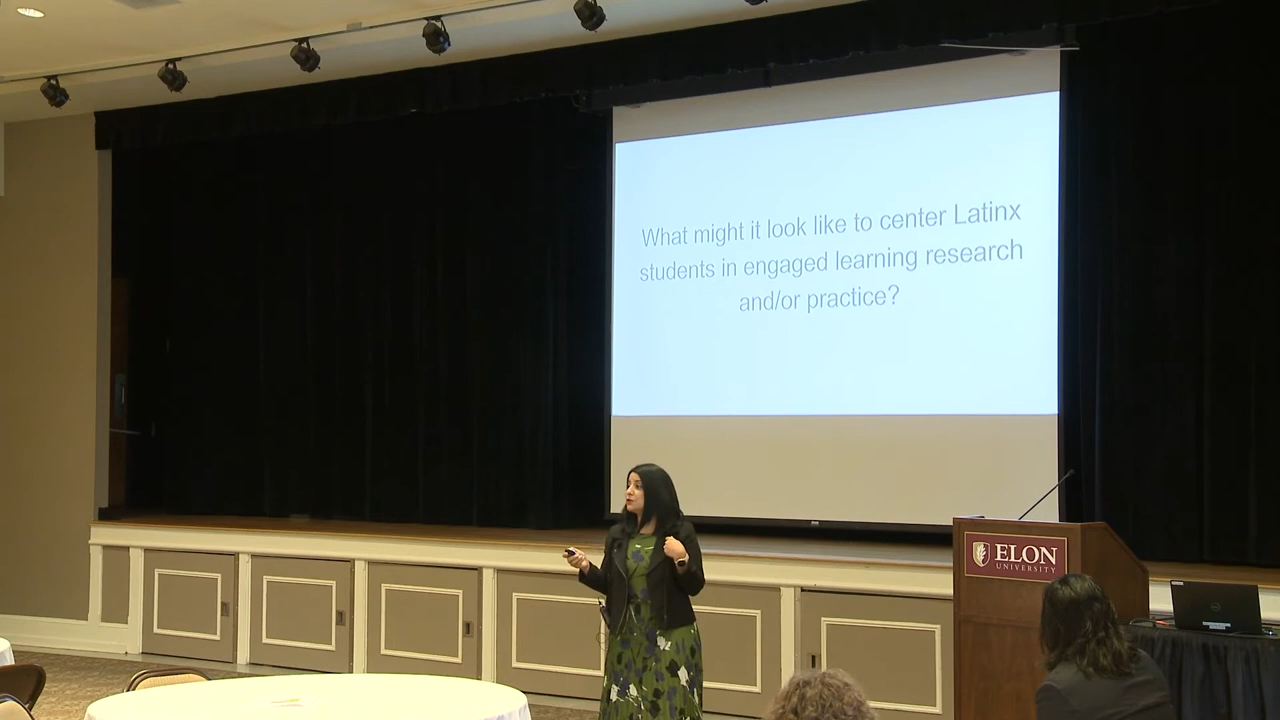 What might it look like to center Latinx
students in engaged learning research
and/or practice?
ELON
UNIVERSITY